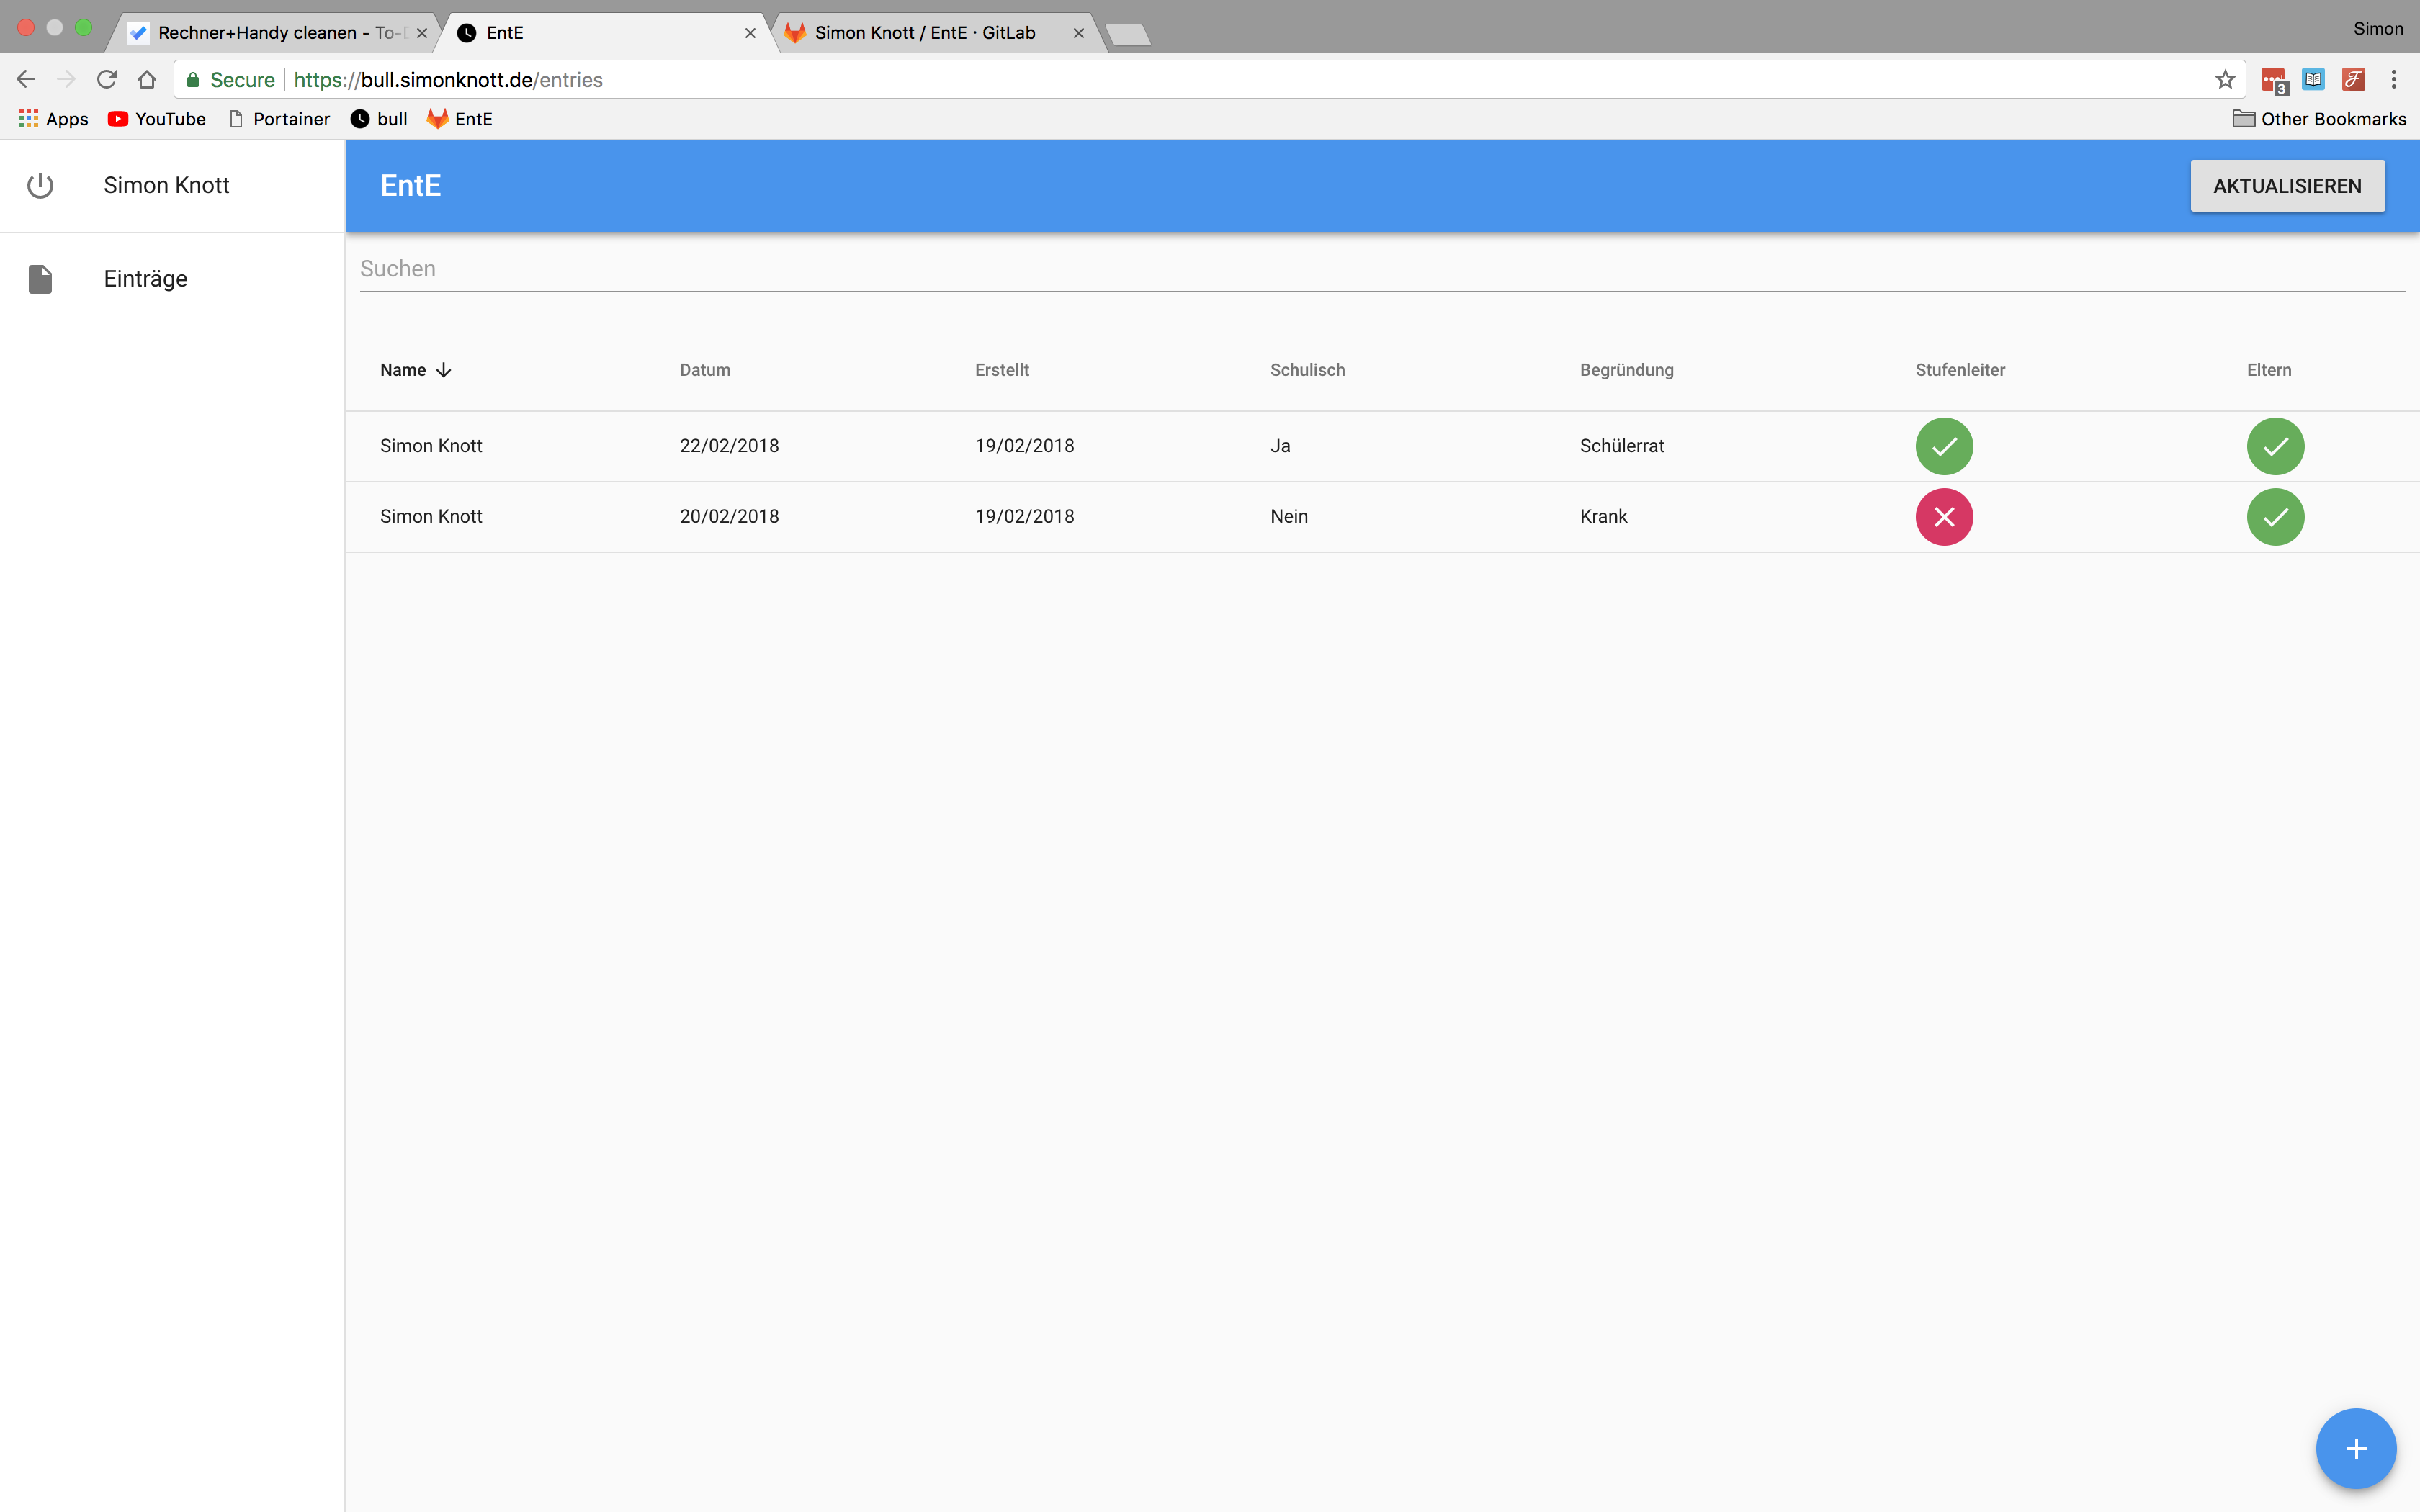 Rechner+Handy cleanen - To-D
EntE
Simon Knott / EntE · GitLab
Simon
Secure https://bull.simonknott.de/entries
3
Apps YouTube Portainer bull EntE Other Bookmarks
Simon Knott
EntE
AKTUALISIEREN
Einträge
Suchen
Name Datum Erstellt Schulisch Begründung Stufenleiter Eltern
Simon Knott 22/02/2018 19/02/2018 Ja Schülerrat
Simon Knott 20/02/2018 19/02/2018 Nein Krank